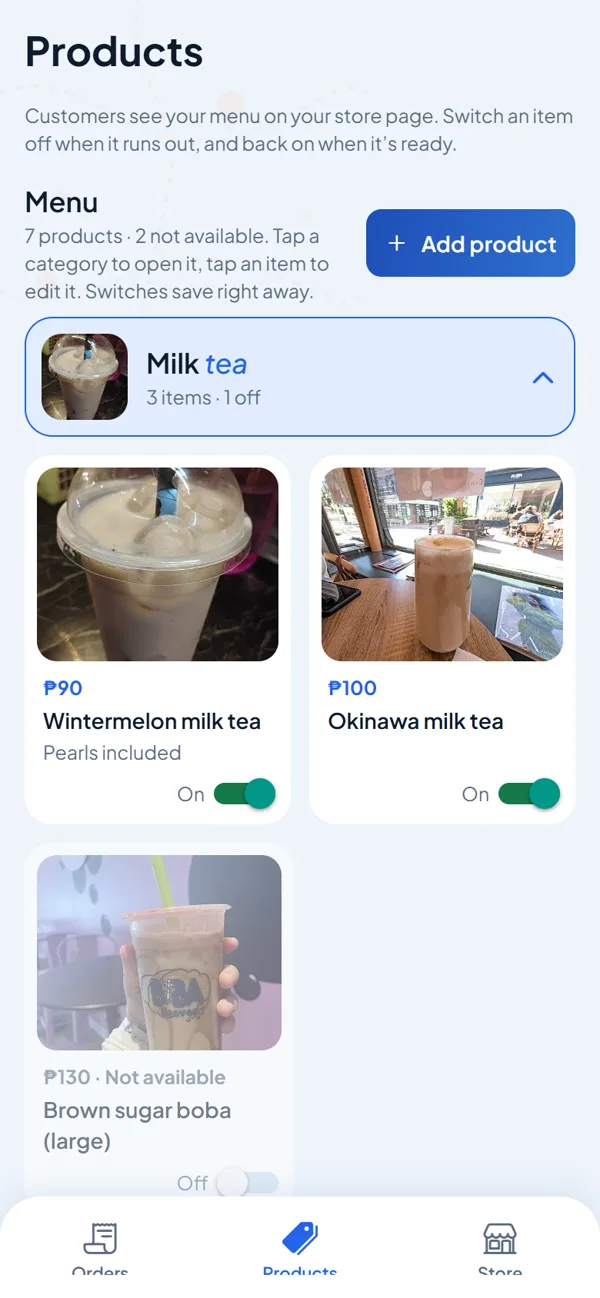 Products
Customers see your menu on your store page. Switch an item
off when it runs out, and back on when it’s ready.
Menu
7 products · 2 not available. Tap a
category to open it, tap an item to
edit it. Switches save right away.
+ Add product
Milk tea
3 items · 1 off
₱90
Wintermelon milk tea
Pearls included
On
₱100
Okinawa milk tea
On
BOBA
₱130 · Not available
Brown sugar boba
(large)
Off
Orders
Products
Store